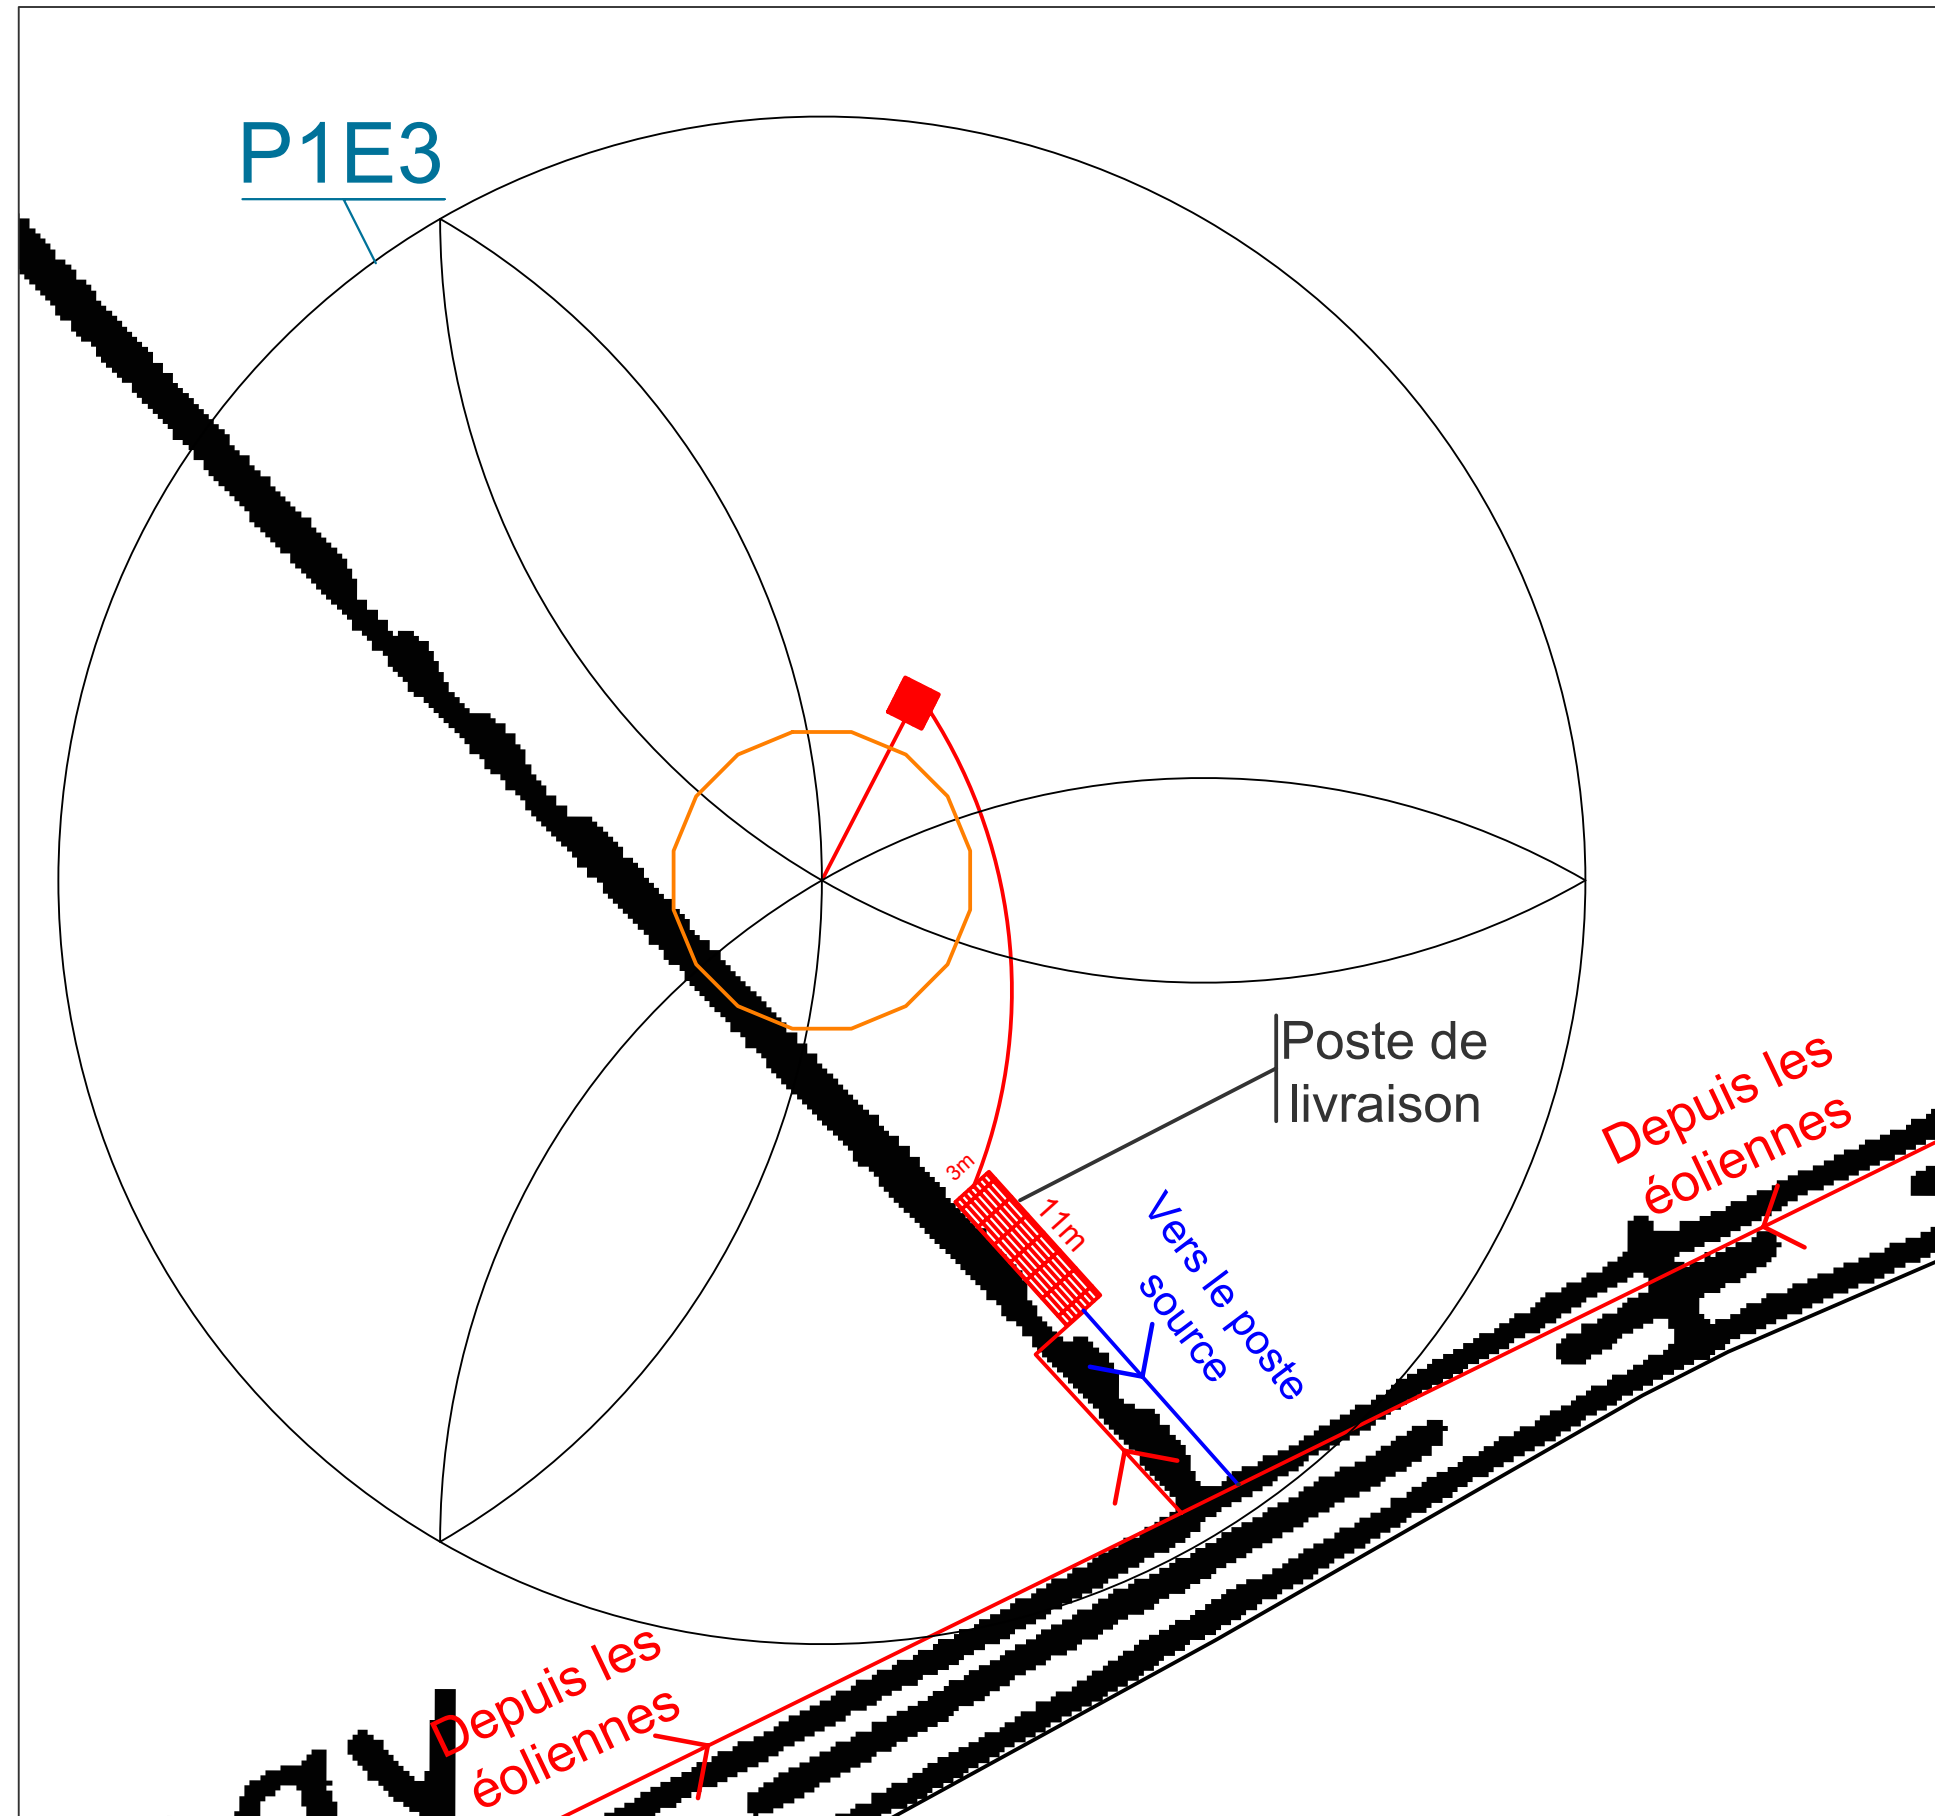 P1E3
Poste de
livraison
Depuis les
éoliennes
3m
11m
Vers le poste
source
Depuis les
éoliennes